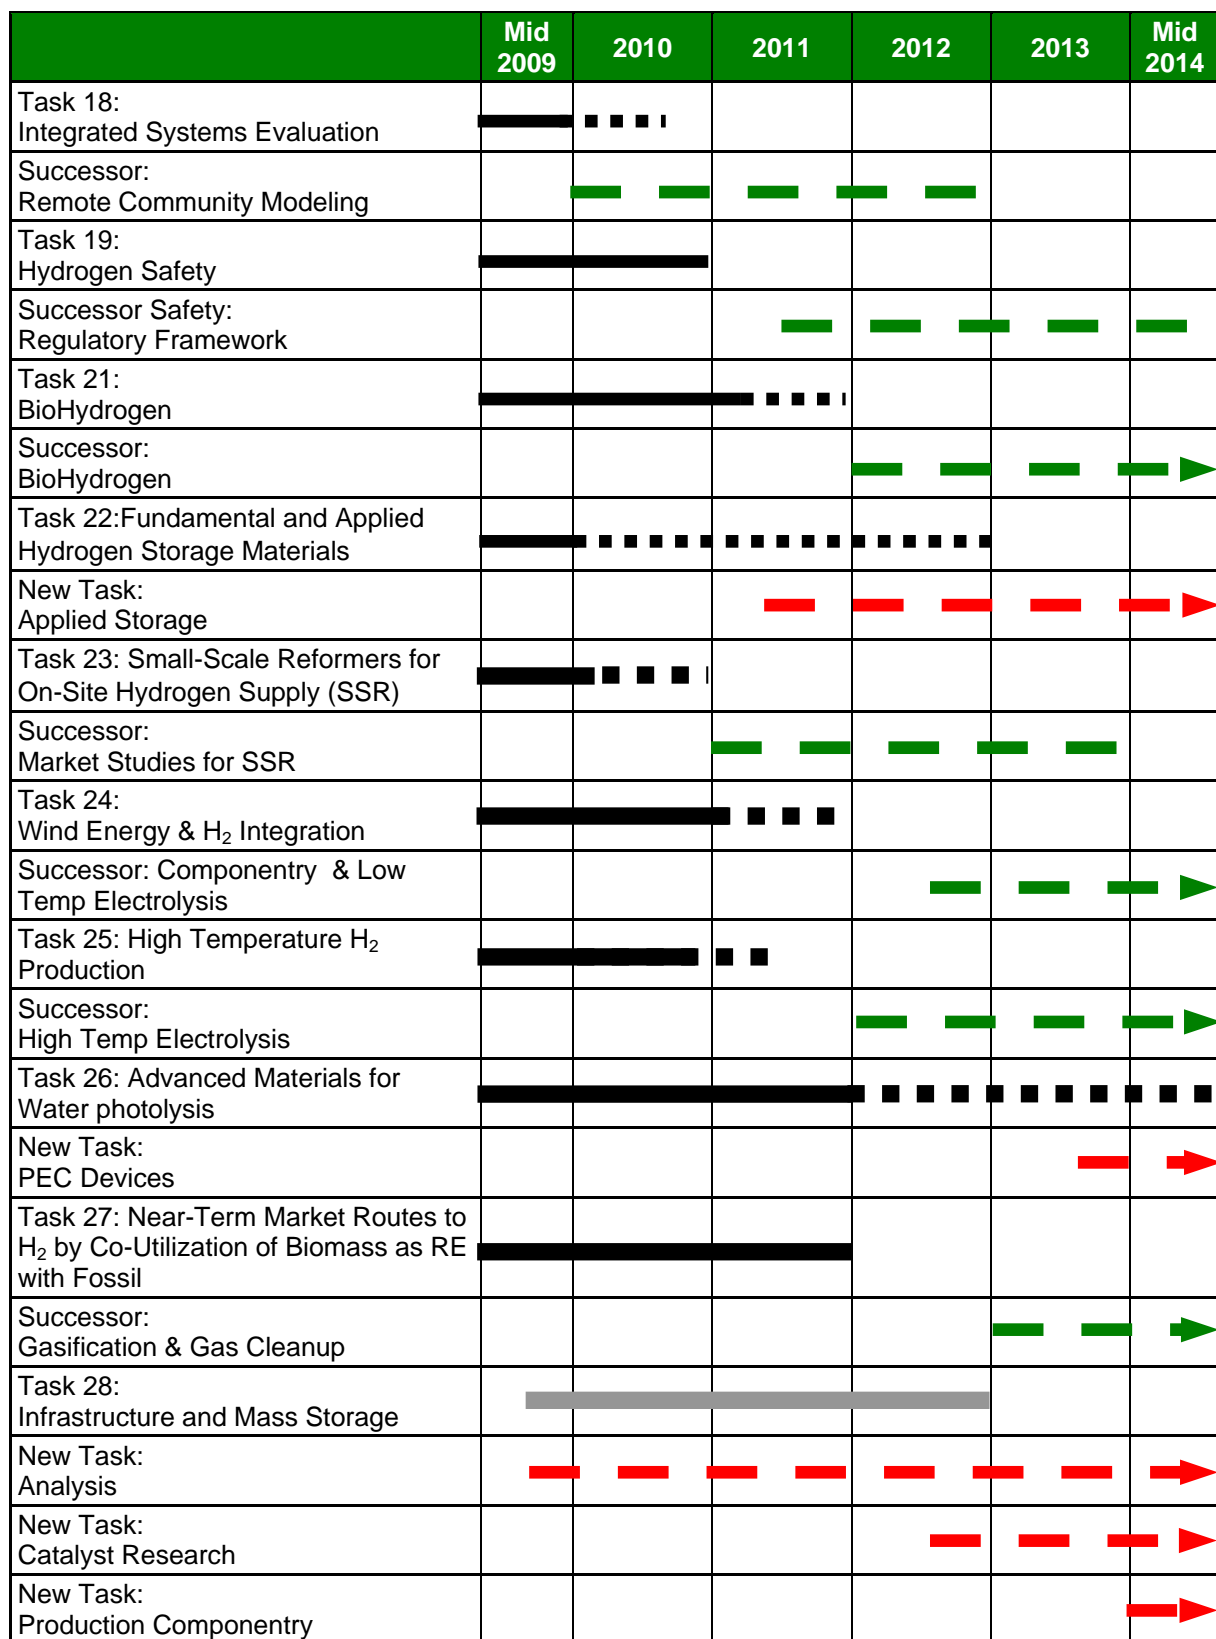 Mid 2009 2010 2011 2012 2013 Mid 2014
Task 18:
Integrated Systems Evaluation
Successor:
Remote Community Modeling
Task 19:
Hydrogen Safety
Successor Safety:
Regulatory Framework
Task 21:
BioHydrogen
Successor:
BioHydrogen
Task 22:Fundamental and Applied
Hydrogen Storage Materials
New Task:
Applied Storage
Task 23: Small-Scale Reformers for
On-Site Hydrogen Supply (SSR)
Successor:
Market Studies for SSR
Task 24:
Wind Energy & H₂ Integration
Successor: Componentry & Low
Temp Electrolysis
Task 25: High Temperature H₂
Production
Successor:
High Temp Electrolysis
Task 26: Advanced Materials for
Water photolysis
New Task:
PEC Devices
Task 27: Near-Term Market Routes to
H₂ by Co-Utilization of Biomass as RE
with Fossil
Successor:
Gasification & Gas Cleanup
Task 28:
Infrastructure and Mass Storage
New Task:
Analysis
New Task:
Catalyst Research
New Task:
Production Componentry